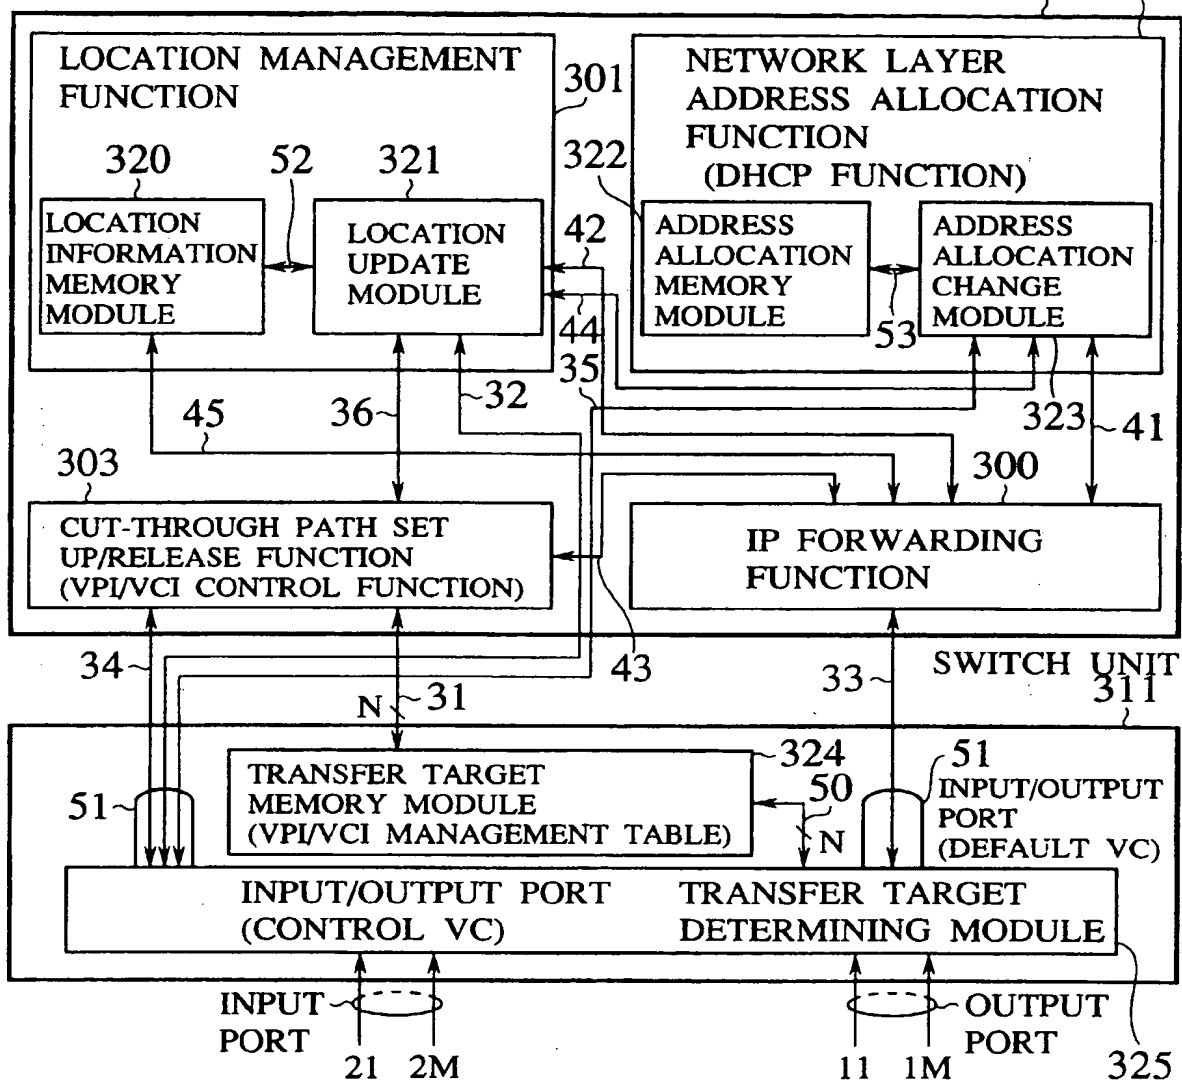 LOCATION MANAGEMENT
FUNCTION
301
NETWORK LAYER
ADDRESS ALLOCATION
FUNCTION
(DHCP FUNCTION)
320
52
321
322
LOCATION
INFORMATION
MEMORY
MODULE
LOCATION
UPDATE
MODULE
42
44
ADDRESS
ALLOCATION
MEMORY
MODULE
53
ADDRESS
ALLOCATION
CHANGE
MODULE
35
32
36
45
323
41
303
300
CUT-THROUGH PATH SET
UP/RELEASE FUNCTION
(VPI/VCI CONTROL FUNCTION)
IP FORWARDING
FUNCTION
34
N
31
43
33
SWITCH UNIT
311
51
324
TRANSFER TARGET
MEMORY MODULE
(VPI/VCI MANAGEMENT TABLE)
50
N
51
INPUT/OUTPUT
PORT
(DEFAULT VC)
INPUT/OUTPUT PORT
(CONTROL VC)
TRANSFER TARGET
DETERMINING MODULE
INPUT
PORT
21
2M
11
1M
OUTPUT
PORT
325